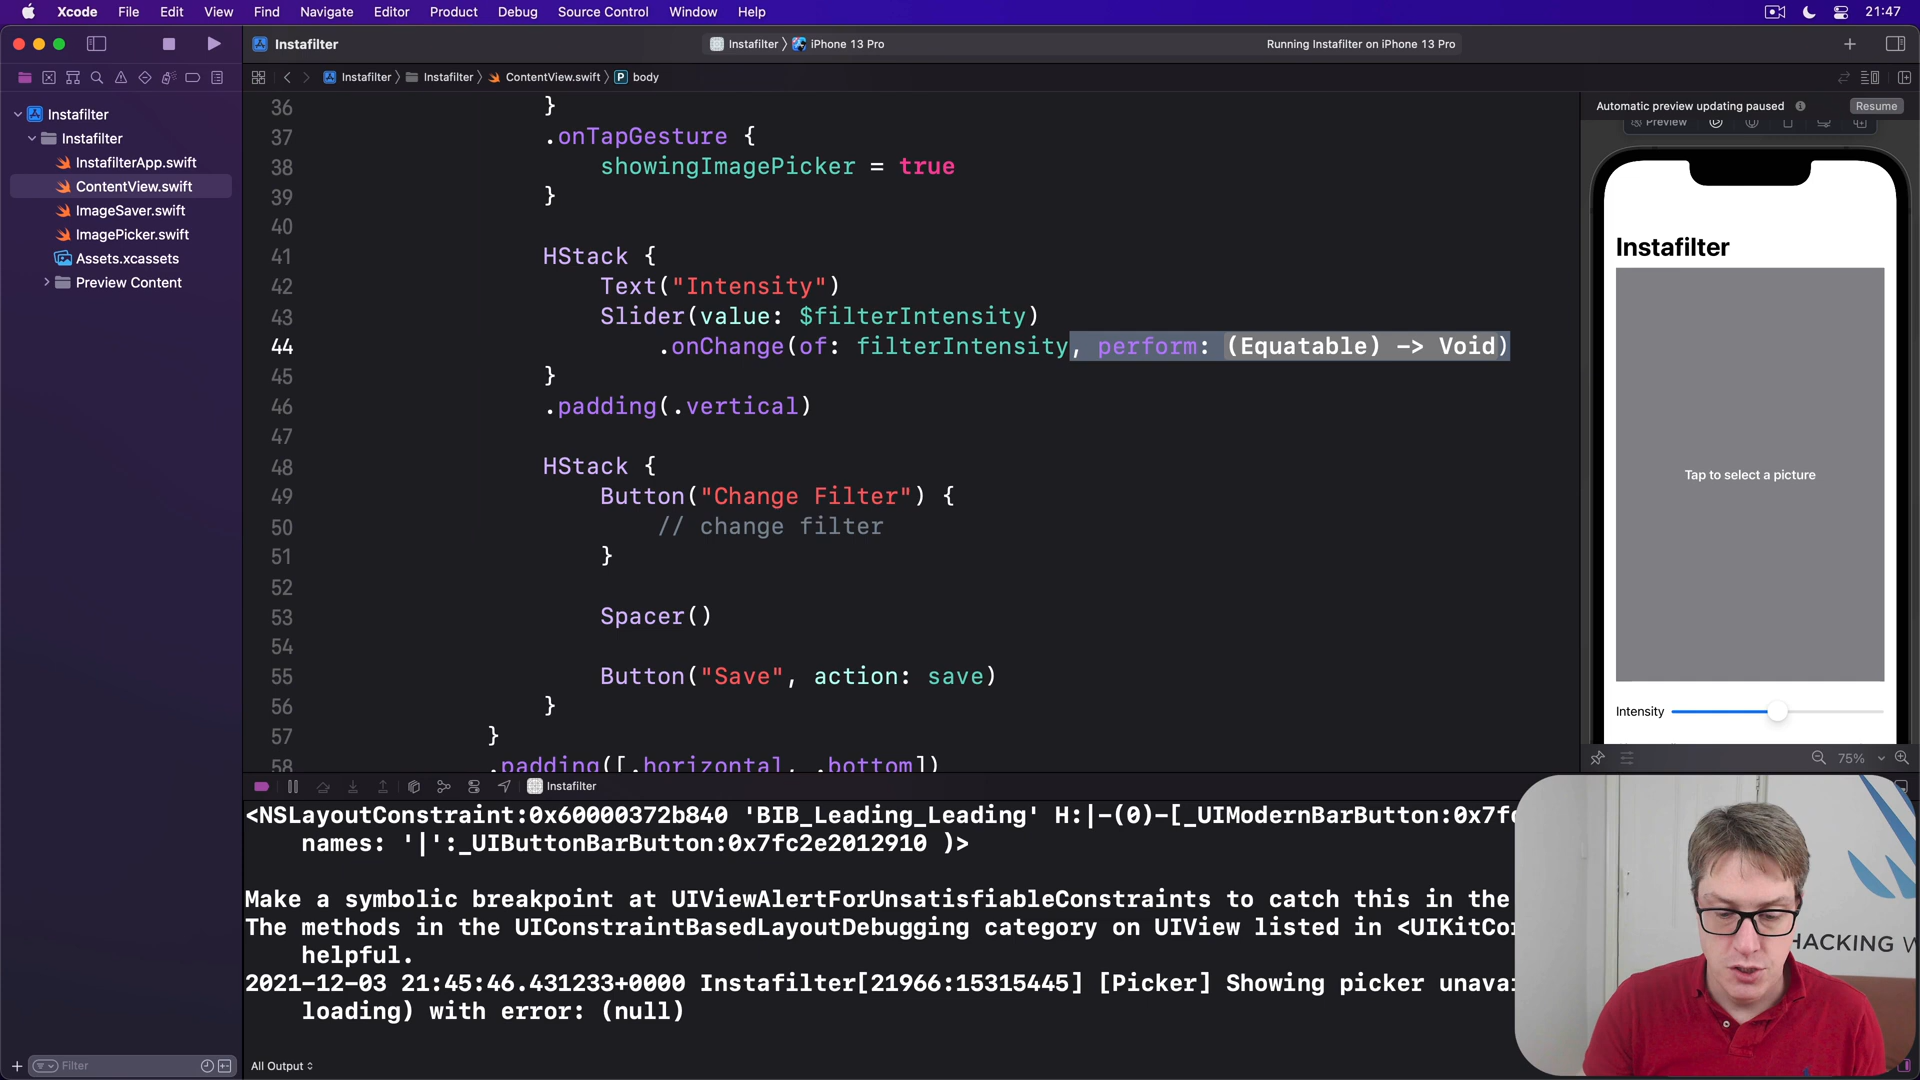 Xcode File Edit View Find Navigate Editor Product Debug Source Control Window Help 21:47
Instafilter Instafilter iPhone 13 Pro Running Instafilter on iPhone 13 Pro
Instafilter Instafilter ContentView.swift body
Instafilter
Instafilter
InstafilterApp.swift
ContentView.swift
ImageSaver.swift
ImagePicker.swift
Assets.xcassets
Preview Content
Filter
36 }
37 .onTapGesture {
38 showingImagePicker = true
39 }
40
41 HStack {
42 Text("Intensity")
43 Slider(value: $filterIntensity)
44 .onChange(of: filterIntensity, perform: (Equatable) -> Void)
45 }
46 .padding(.vertical)
47
48 HStack {
49 Button("Change Filter") {
50 // change filter
51 }
52
53 Spacer()
54
55 Button("Save", action: save)
56 }
57 }
58 .padding([.horizontal, .bottom])
Automatic preview updating paused Resume
Preview
Instafilter
Tap to select a picture
Intensity
75%
Instafilter
<NSLayoutConstraint:0x60000372b840 'BIB_Leading_Leading' H:|-(0)-[_UIModernBarButton:0x7fc
names: '|':_UIButtonBarButton:0x7fc2e2012910 )>
Make a symbolic breakpoint at UIViewAlertForUnsatisfiableConstraints to catch this in the
The methods in the UIConstraintBasedLayoutDebugging category on UIView listed in <UIKitCor
helpful.
2021-12-03 21:45:46.431233+0000 Instafilter[21966:15315445] [Picker] Showing picker unavai
loading) with error: (null)
All Output
HACKING W